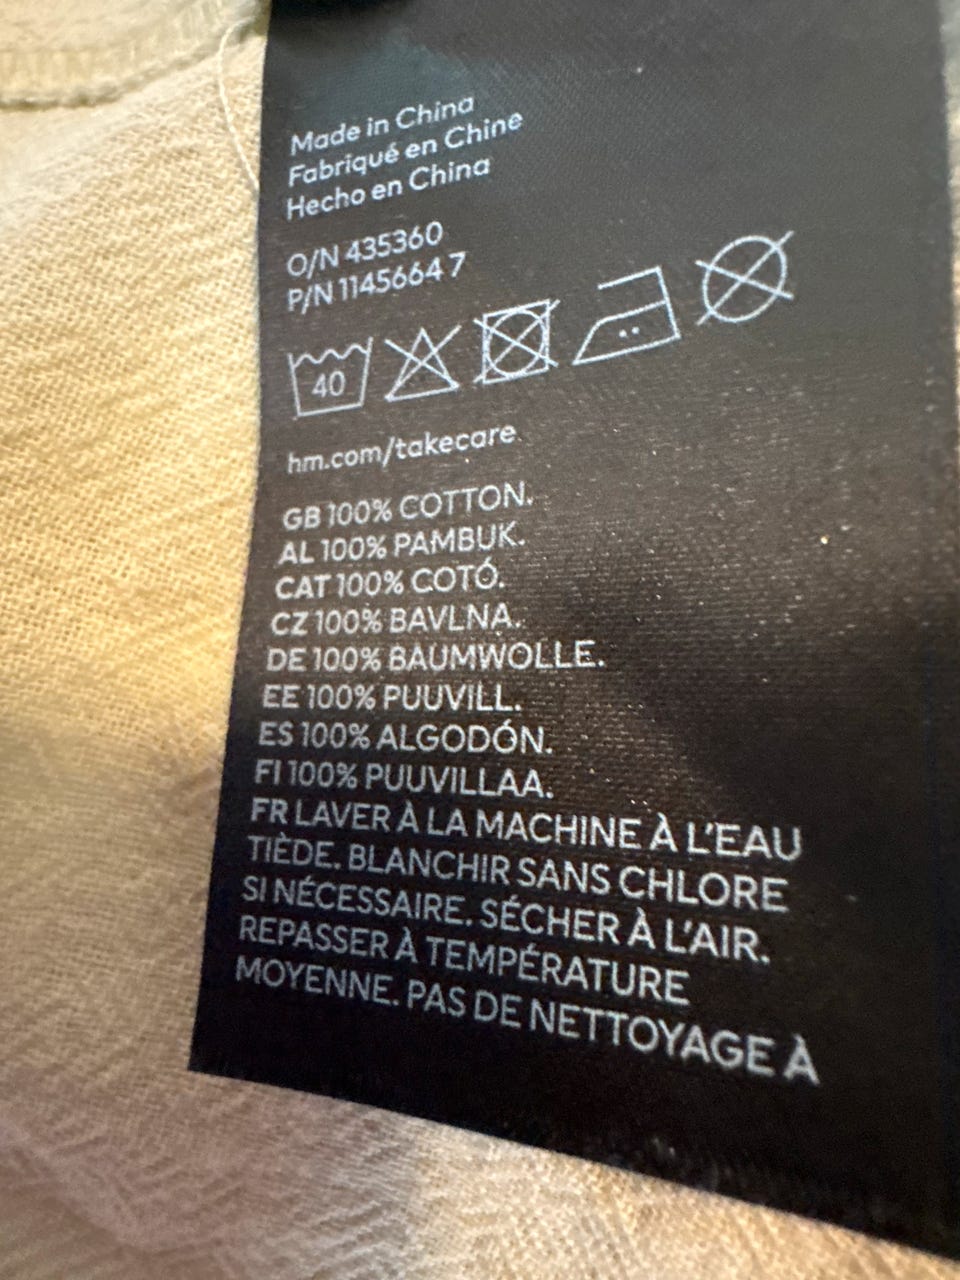 Made in China
Fabriqué en Chine
Hecho en China
O/N 435360
P/N 1145664 7
40
hm.com/takecare
GB 100% COTTON.
AL 100% PAMBUK.
CAT 100% COTÓ.
CZ 100% BAVLNA.
DE 100% BAUMWOLLE.
EE 100% PUUVILL.
ES 100% ALGODÓN.
FI 100% PUUVILLAA.
FR LAVER À LA MACHINE À L'EAU
TIÈDE. BLANCHIR SANS CHLORE
SI NÉCESSAIRE. SÉCHER À L'AIR.
REPASSER À TEMPÉRATURE
MOYENNE. PAS DE NETTOYAGE À